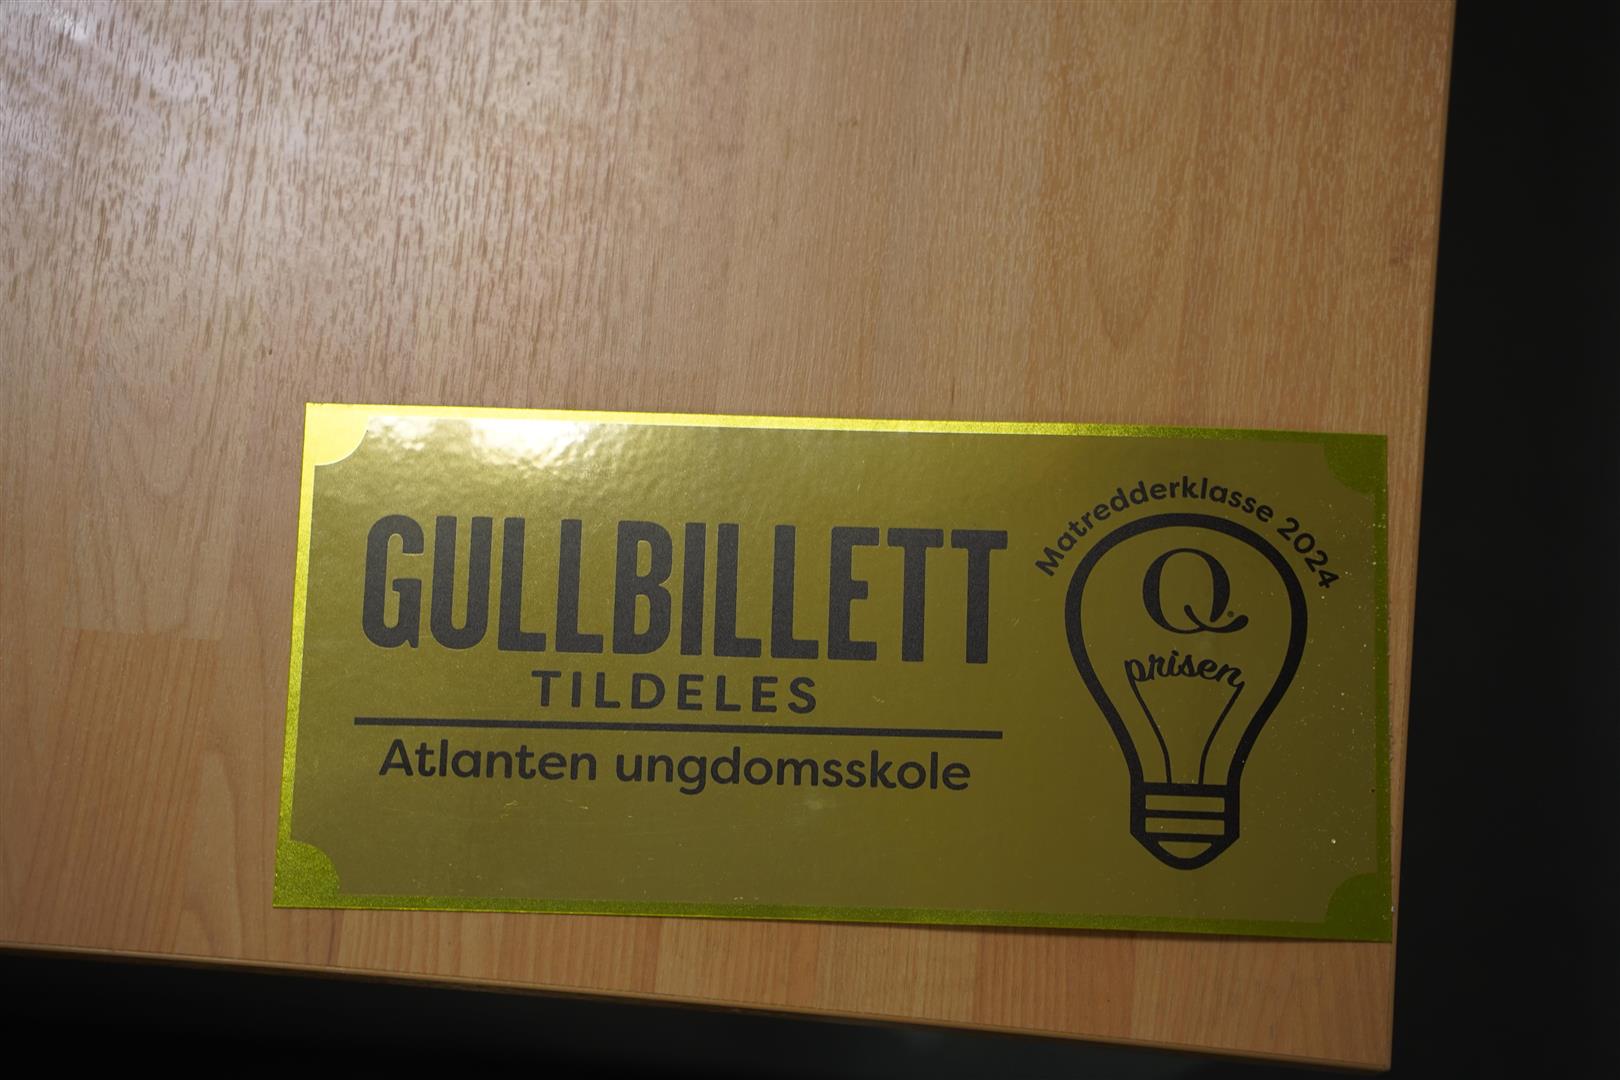 GULLBILLETT
TILDELES
Atlanten ungdomsskole
Matredderklasse 2024
Q
prisen